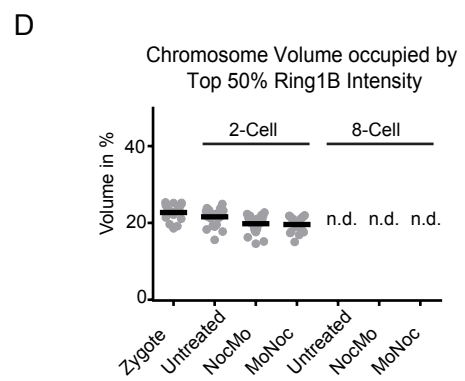 D
Chromosome Volume occupied by
Top 50% Ring1B Intensity
2-Cell 8-Cell
Volume in %
40
20
0
n.d. n.d. n.d.
Zygote
Untreated
NocMo
MoNoc
Untreated
NocMo
MoNoc